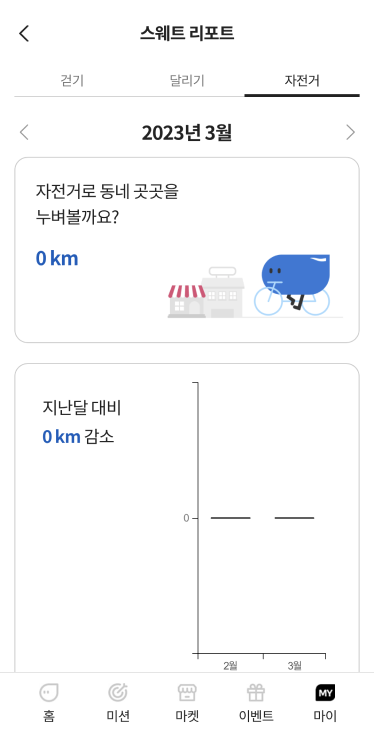 스웨트 리포트
걷기 달리기 자전거
2023년 3월
자전거로 동네 곳곳을
누벼볼까요?
0 km
지난달 대비
0 km 감소
0
2월 3월
MY
홈 미션 마켓 이벤트 마이